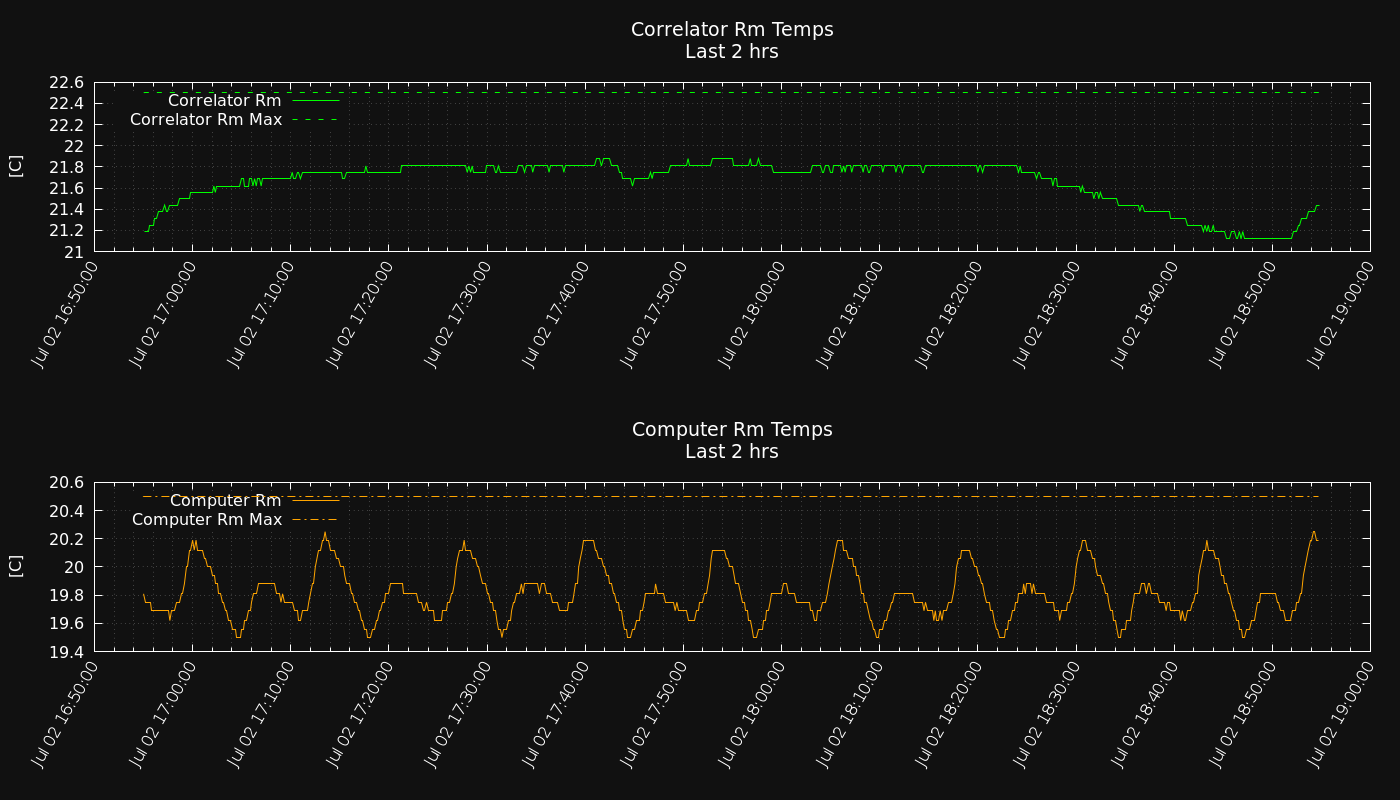 Correlator Rm Temps
Last 2 hrs
22.6
22.4
22.2
22
21.8
21.6
21.4
21.2
21
[C]
Correlator Rm
Correlator Rm Max
Jul 02 16:50:00
Jul 02 17:00:00
Jul 02 17:10:00
Jul 02 17:20:00
Jul 02 17:30:00
Jul 02 17:40:00
Jul 02 17:50:00
Jul 02 18:00:00
Jul 02 18:10:00
Jul 02 18:20:00
Jul 02 18:30:00
Jul 02 18:40:00
Jul 02 18:50:00
Jul 02 19:00:00
Computer Rm Temps
Last 2 hrs
20.6
20.4
20.2
20
19.8
19.6
19.4
[C]
Computer Rm
Computer Rm Max
Jul 02 16:50:00
Jul 02 17:00:00
Jul 02 17:10:00
Jul 02 17:20:00
Jul 02 17:30:00
Jul 02 17:40:00
Jul 02 17:50:00
Jul 02 18:00:00
Jul 02 18:10:00
Jul 02 18:20:00
Jul 02 18:30:00
Jul 02 18:40:00
Jul 02 18:50:00
Jul 02 19:00:00